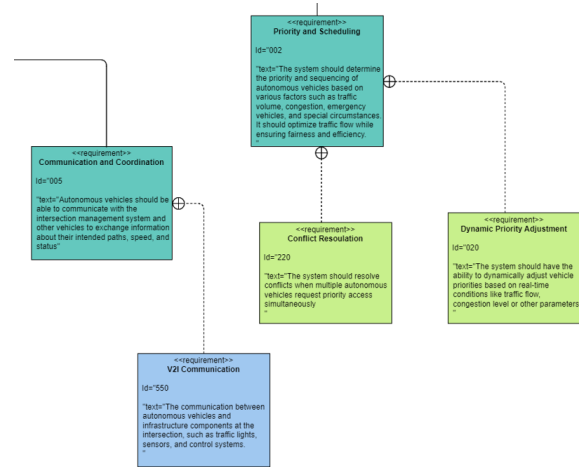 <<requirement>>
Priority and Scheduling
Id="002
"text="The system should determine
the priority and sequencing of
autonomous vehicles based on
various factors such as traffic
volume, congestion, emergency
vehicles, and special circumstances.
It should optimize traffic flow while
ensuring fairness and efficiency.
"
<<requirement>>
Communication and Coordination
Id="005
"text="Autonomous vehicles should be
able to communicate with the
intersection management system and
other vehicles to exchange information
about their intended paths, speed, and
status"
<<requirement>>
Conflict Resoulation
Id="220
"text="The system should resolve
conflicts when multiple autonomous
vehicles request priority access
simultaneously
"
<<requirement>>
Dynamic Priority Adjustment
Id="020
"text="The system should have the
ability to dynamically adjust vehicle
priorities based on real-time
conditions like traffic flow,
congestion level or other parameters
"
<<requirement>>
V2I Communication
Id="550
"text="The communication between
autonomous vehicles and
infrastructure components at the
intersection, such as traffic lights,
sensors, and control systems.
"